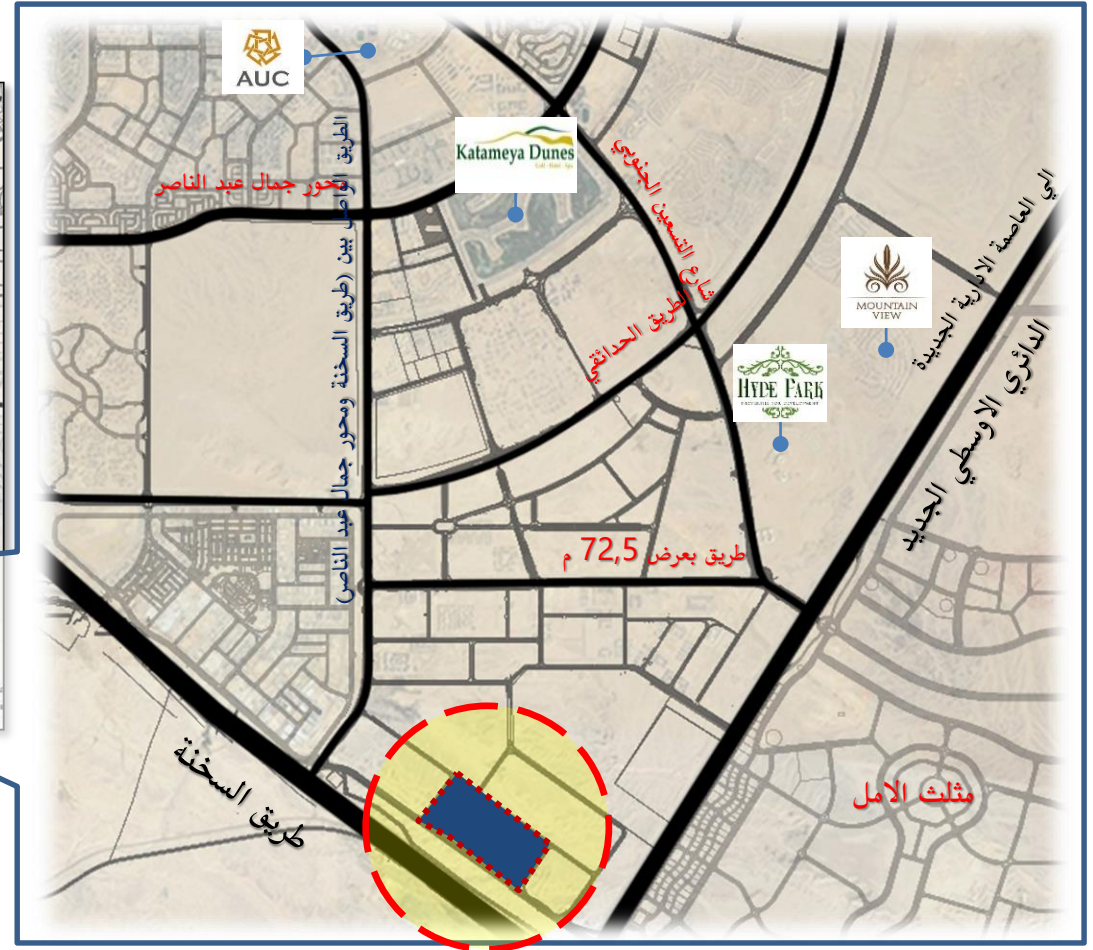 AUC
Katameya Dunes
محور جمال عبد الناصر
الطريق الواصل بين (طريق السخنة ومحور جمال عبد الناصر)
شارع التسعين الجنوبي
الطريق الحدائقي
الي العاصمة الادارية الجديدة
MOUNTAIN
VIEW
الدائري الاوسطي الجديد
HYDE PARK
طريق بعرض 72,5 م
طريق السخنة
مثلث الامل